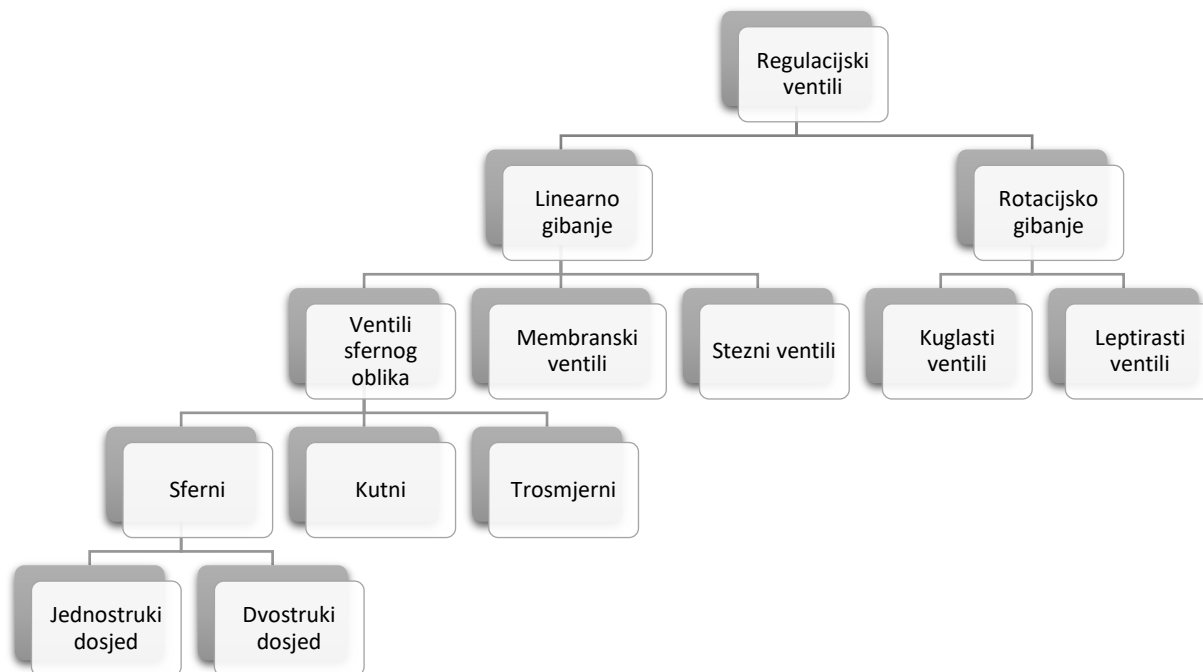 Regulacijski
ventili
Linearno
gibanje
Rotacijsko
gibanje
Ventili
sfernog
oblika
Membranski
ventili
Stezni ventili
Kuglasti
ventili
Leptirasti
ventili
Sferni
Kutni
Trosmjerni
Jednostruki
dosjed
Dvostruki
dosjed